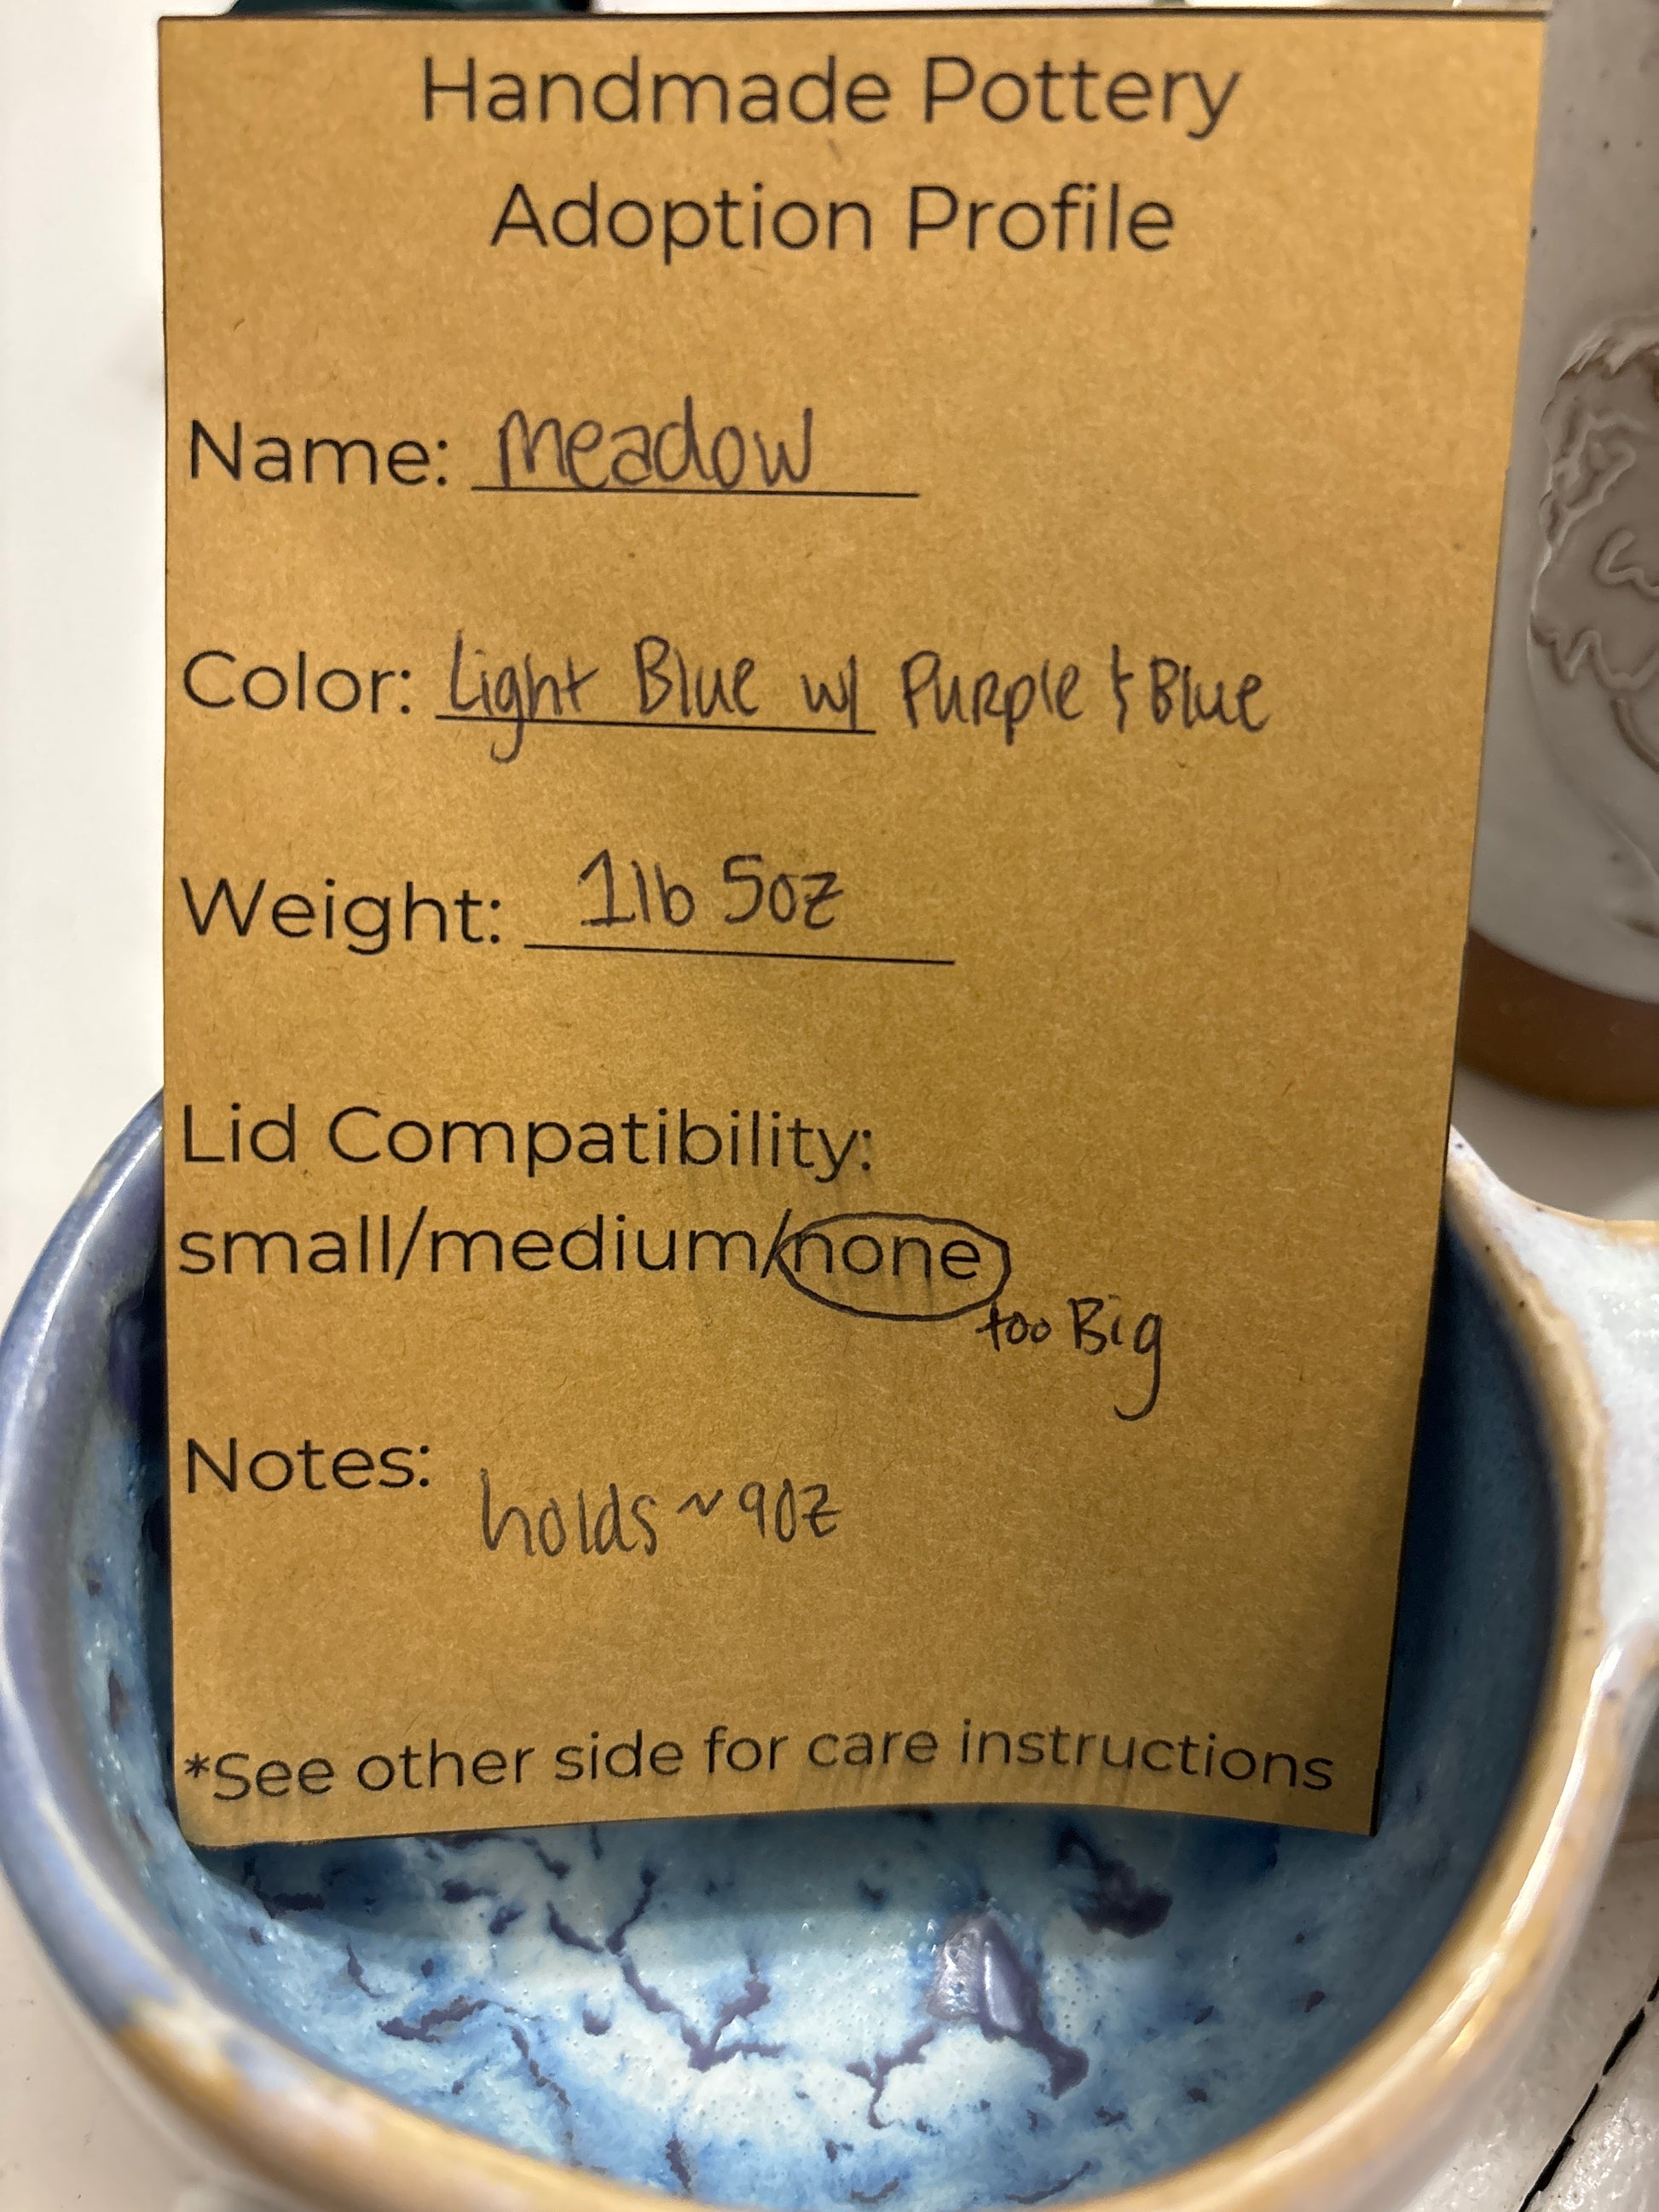 Handmade Pottery
Adoption Profile
Name: meadow
Color: Light Blue w/ Purple & Blue
Weight: 1lb 5oz
Lid Compatibility:
small/medium/none
too Big
Notes: holds ~ 9oz
*See other side for care instructions